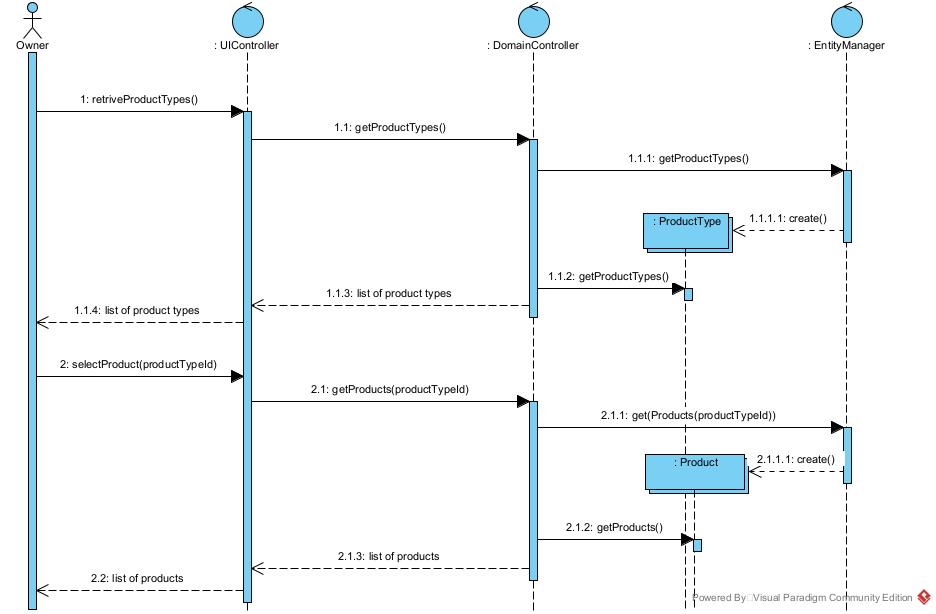 Owner
: UIController
: DomainController
: EntityManager
1: retriveProductTypes()
1.1: getProductTypes()
1.1.1: getProductTypes()
: ProductType
1.1.1.1: create()
1.1.2: getProductTypes()
1.1.3: list of product types
1.1.4: list of product types
2: selectProduct(productTypeId)
2.1: getProducts(productTypeId)
2.1.1: get(Products(productTypeId))
: Product
2.1.1.1: create()
2.1.2: getProducts()
2.1.3: list of products
2.2: list of products
Powered By Visual Paradigm Community Edition